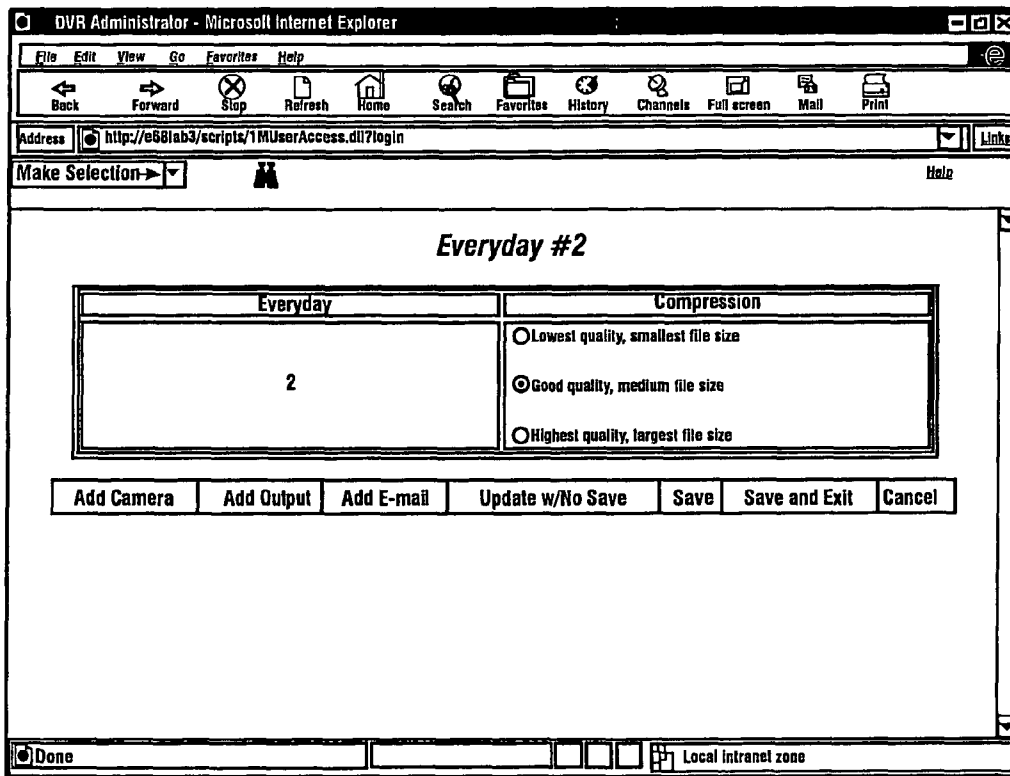 DVR Administrator - Microsoft Internet Explorer
File Edit View Go Favorites Help
Back Forward Stop Refresh Home Search Favorites History Channels Full screen Mail Print
Address http://e68lab3/scripts/1MUserAccess.dll?login Links
Make Selection Help
Everyday #2
Everyday Compression
Lowest quality, smallest file size
2 Good quality, medium file size
Highest quality, largest file size
Add Camera Add Output Add E-mail Update w/No Save Save Save and Exit Cancel
Done Local intranet zone